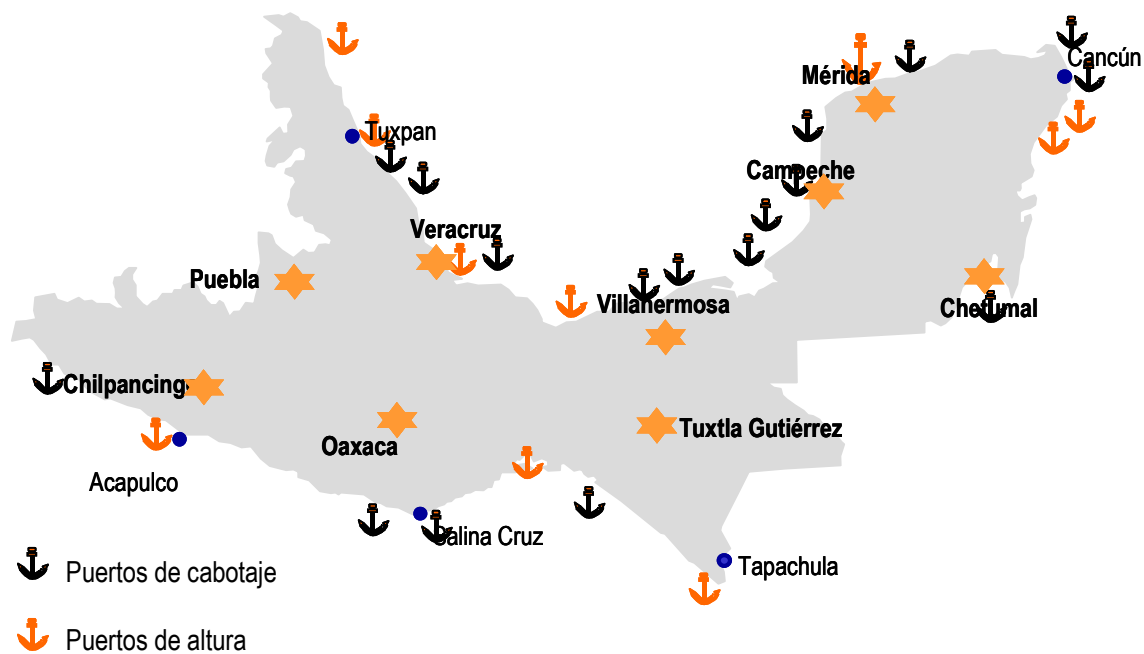 Cancún
Mérida
Tuxpan
Campeche
Veracruz
Puebla
Villahermosa
Chetumal
Chilpancing
Tuxtla Gutiérrez
Oaxaca
Acapulco
Salina Cruz
Tapachula
Puertos de cabotaje
Puertos de altura